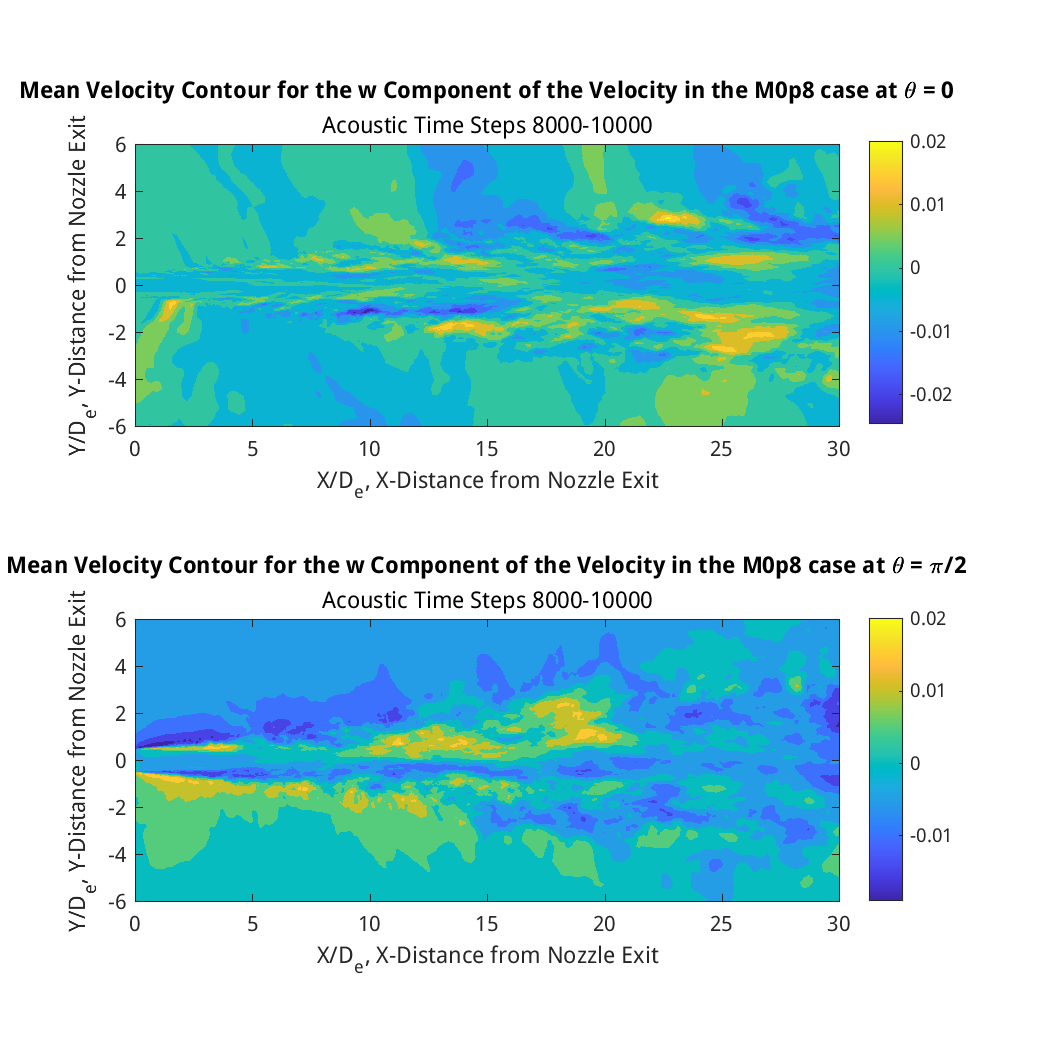 Mean Velocity Contour for the w Component of the Velocity in the M0p8 case at θ = 0
Acoustic Time Steps 8000-10000
Y/De, Y-Distance from Nozzle Exit
6
4
2
0
-2
-4
-6
0 5 10 15 20 25 30
X/De, X-Distance from Nozzle Exit
0.02
0.01
0
-0.01
-0.02
Mean Velocity Contour for the w Component of the Velocity in the M0p8 case at θ = π/2
Acoustic Time Steps 8000-10000
Y/De, Y-Distance from Nozzle Exit
6
4
2
0
-2
-4
-6
0 5 10 15 20 25 30
X/De, X-Distance from Nozzle Exit
0.02
0.01
0
-0.01